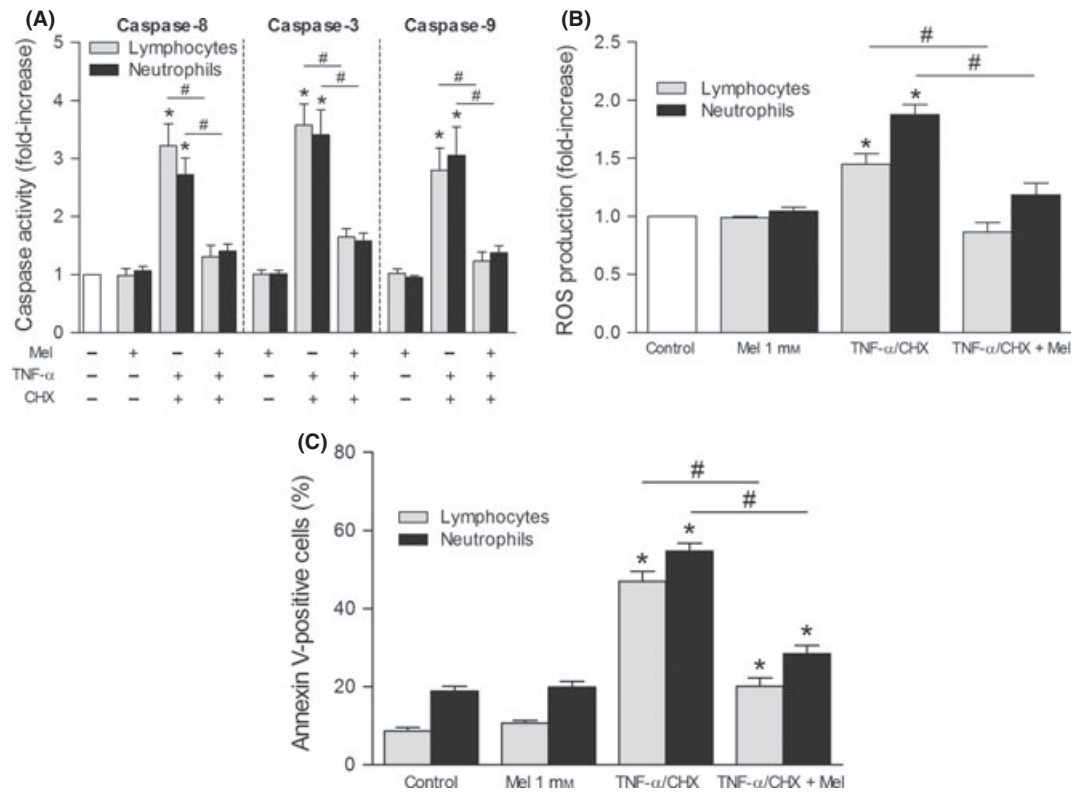 (A)
Caspase-8 Caspase-3 Caspase-9
Lymphocytes
Neutrophils
Caspase activity (fold-increase)
5
4
3
2
1
0
# # # # # #
* * * * * *
Mel – + – + + – + + – +
TNF-α – – + + – + + – + +
CHX – – + + – + + – + +
(B)
Lymphocytes
Neutrophils
ROS production (fold-increase)
2.5
2.0
1.5
1.0
0.5
0.0
#
#
* *
Control Mel 1 mM TNF-α/CHX TNF-α/CHX + Mel
(C)
Lymphocytes
Neutrophils
Annexin V-positive cells (%)
80
60
40
20
0
#
#
* * * *
Control Mel 1 mM TNF-α/CHX TNF-α/CHX + Mel